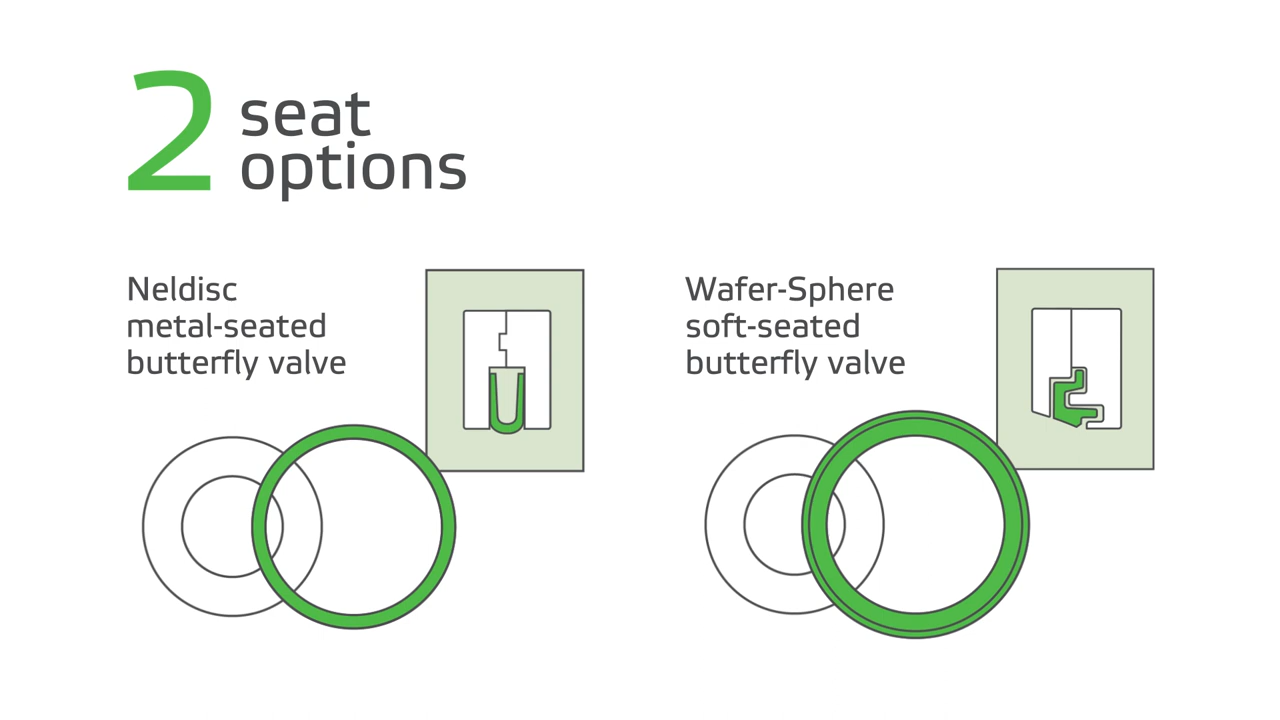 2 seat
options
Neldisc
metal-seated
butterfly valve
Wafer-Sphere
soft-seated
butterfly valve